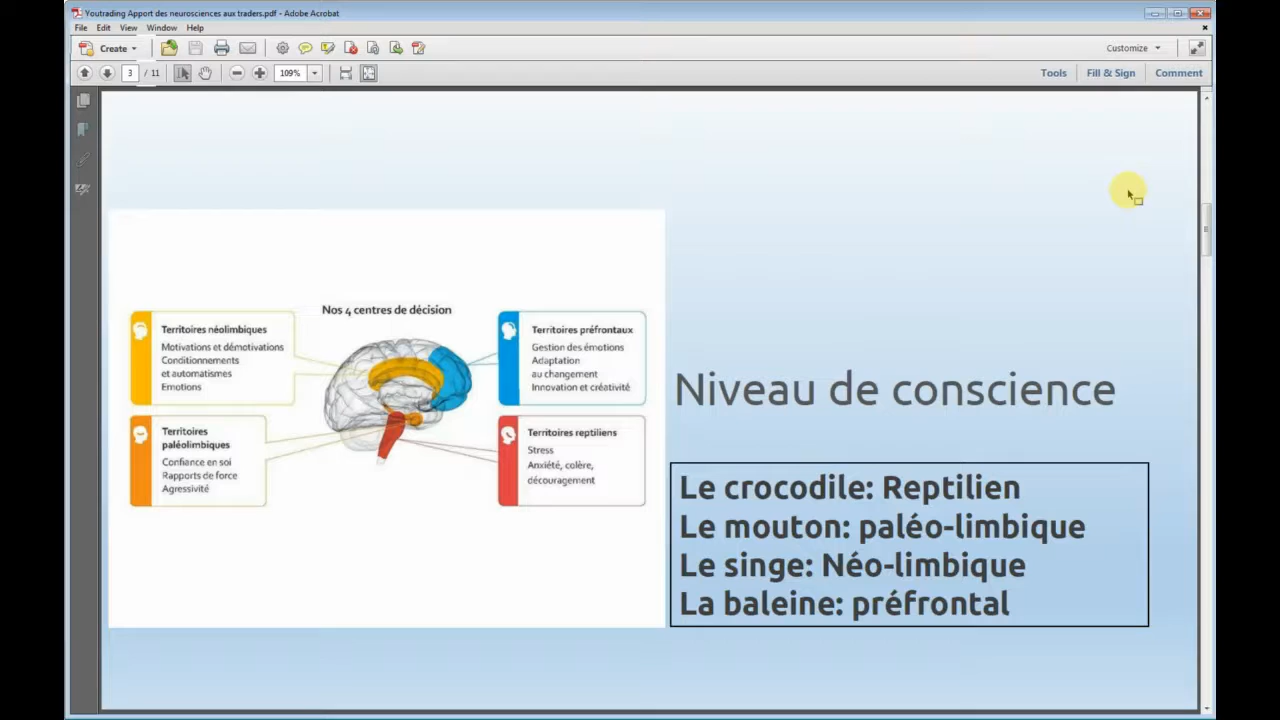 Youtrading Apport des neurosciences aux traders.pdf - Adobe Acrobat
File Edit View Window Help
Create Customize
3 / 11 109% Tools Fill & Sign Comment
Nos 4 centres de décision
Territoires néolimbiques
Motivations et démotivations
Conditionnements
et automatismes
Emotions
Territoires préfrontaux
Gestion des émotions
Adaptation
au changement
Innovation et créativité
Territoires
paléolimbiques
Confiance en soi
Rapports de force
Agressivité
Territoires reptiliens
Stress
Anxiété, colère,
découragement
Niveau de conscience
Le crocodile: Reptilien
Le mouton: paléo-limbique
Le singe: Néo-limbique
La baleine: préfrontal